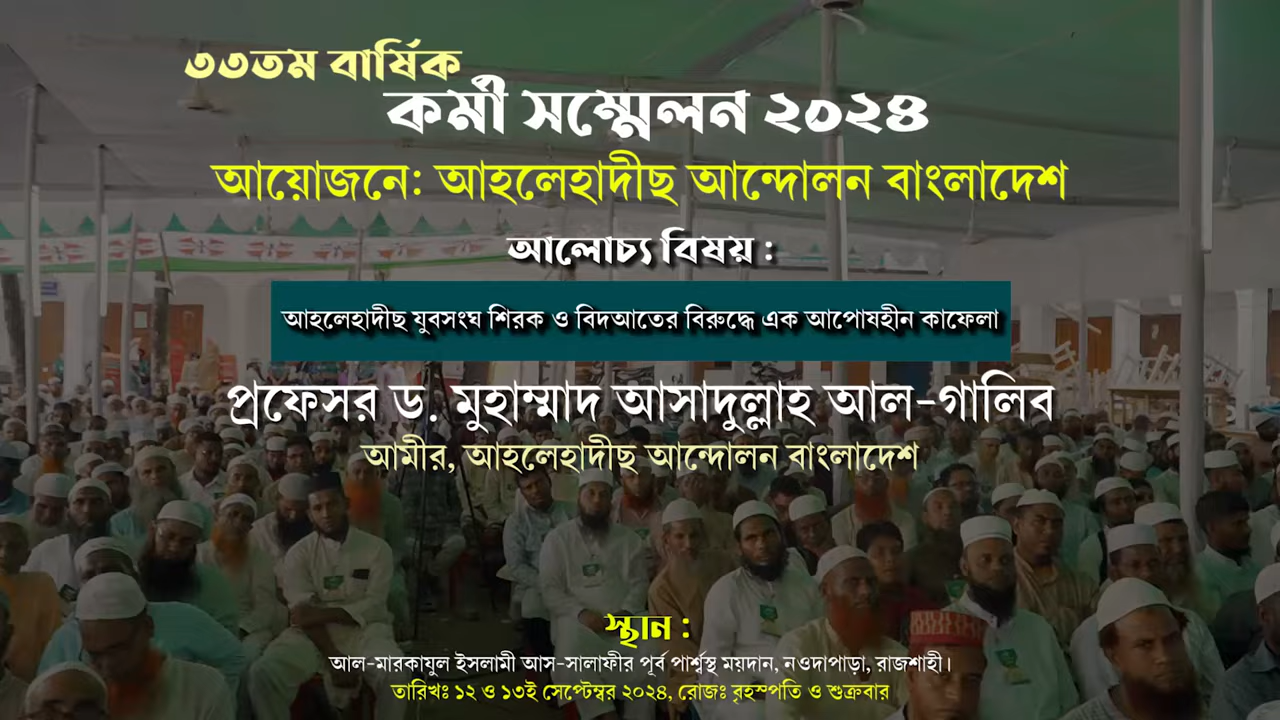 ৩৩তম বার্ষিক
কর্মী সম্মেলন ২০২৪
আয়োজনে: আহলেহাদীছ আন্দোলন বাংলাদেশ
আলোচ্য বিষয় :
আহলেহাদীছ যুবসংঘ শিরক ও বিদআতের বিরুদ্ধে এক আপোষহীন কাফেলা
প্রফেসর ড. মুহাম্মাদ আসাদুল্লাহ আল-গালিব
আমীর, আহলেহাদীছ আন্দোলন বাংলাদেশ
স্থান :
আল-মারকাযুল ইসলামী আস-সালাফীর পূর্ব পার্শ্বস্থ ময়দান, নওদাপাড়া, রাজশাহী।
তারিখঃ ১২ ও ১৩ই সেপ্টেম্বর ২০২৪, রোজঃ বৃহস্পতি ও শুক্রবার